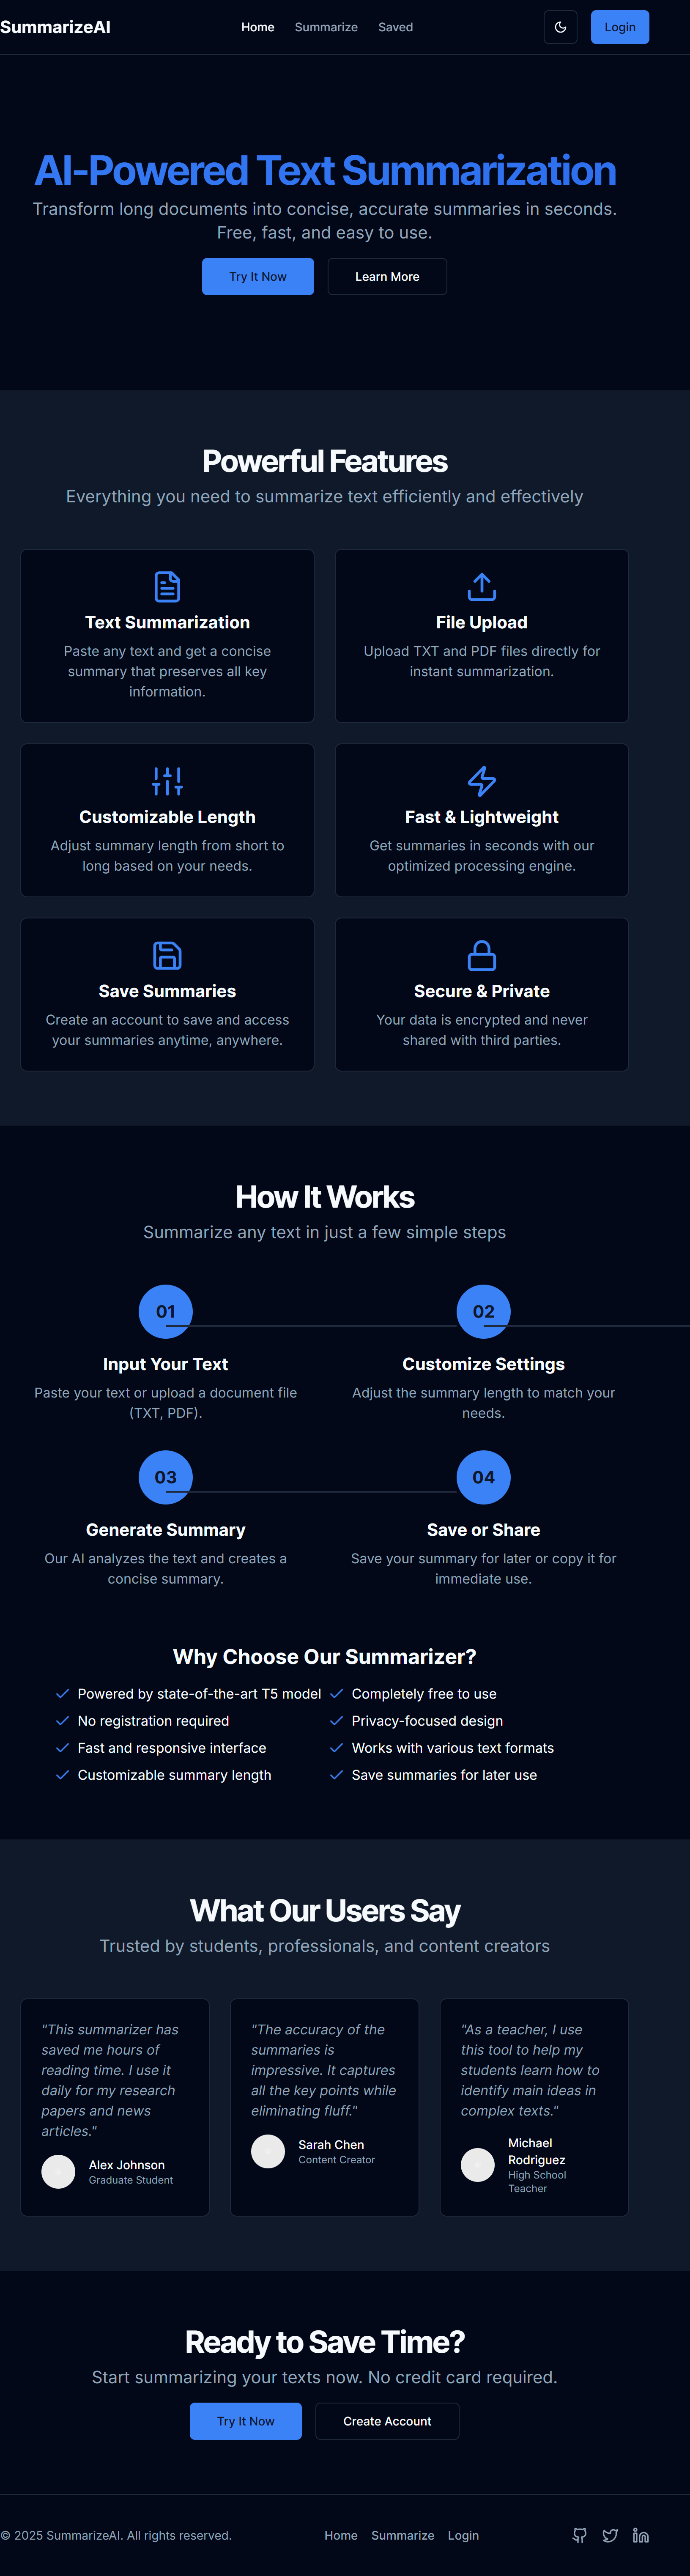 SummarizeAI
Home
Summarize
Saved
Login
AI-Powered Text Summarization
Transform long documents into concise, accurate summaries in seconds.
Free, fast, and easy to use.
Try It Now
Learn More
Powerful Features
Everything you need to summarize text efficiently and effectively
Text Summarization
Paste any text and get a concise
summary that preserves all key
information.
File Upload
Upload TXT and PDF files directly for
instant summarization.
Customizable Length
Adjust summary length from short to
long based on your needs.
Fast & Lightweight
Get summaries in seconds with our
optimized processing engine.
Save Summaries
Create an account to save and access
your summaries anytime, anywhere.
Secure & Private
Your data is encrypted and never
shared with third parties.
How It Works
Summarize any text in just a few simple steps
01
Input Your Text
Paste your text or upload a document file
(TXT, PDF).
02
Customize Settings
Adjust the summary length to match your
needs.
03
Generate Summary
Our AI analyzes the text and creates a
concise summary.
04
Save or Share
Save your summary for later or copy it for
immediate use.
Why Choose Our Summarizer?
Powered by state-of-the-art T5 model
Completely free to use
No registration required
Privacy-focused design
Fast and responsive interface
Works with various text formats
Customizable summary length
Save summaries for later use
What Our Users Say
Trusted by students, professionals, and content creators
"This summarizer has
saved me hours of
reading time. I use it
daily for my research
papers and news
articles."
Alex Johnson
Graduate Student
"The accuracy of the
summaries is
impressive. It captures
all the key points while
eliminating fluff."
Sarah Chen
Content Creator
"As a teacher, I use
this tool to help my
students learn how to
identify main ideas in
complex texts."
Michael
Rodriguez
High School
Teacher
Ready to Save Time?
Start summarizing your texts now. No credit card required.
Try It Now
Create Account
© 2025 SummarizeAI. All rights reserved.
Home
Summarize
Login